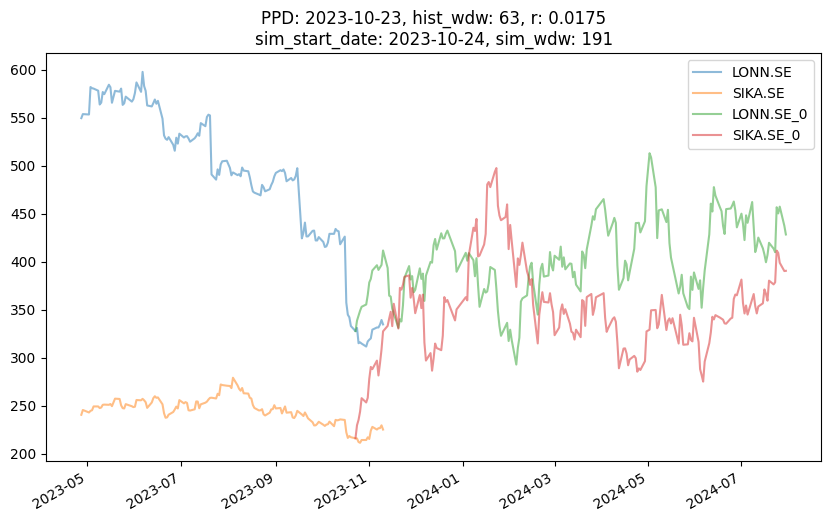 PPD: 2023-10-23, hist_wdw: 63, r: 0.0175
sim_start_date: 2023-10-24, sim_wdw: 191
LONN.SE
SIKA.SE
LONN.SE_0
SIKA.SE_0
600
550
500
450
400
350
300
250
200
2023-05
2023-07
2023-09
2023-11
2024-01
2024-03
2024-05
2024-07